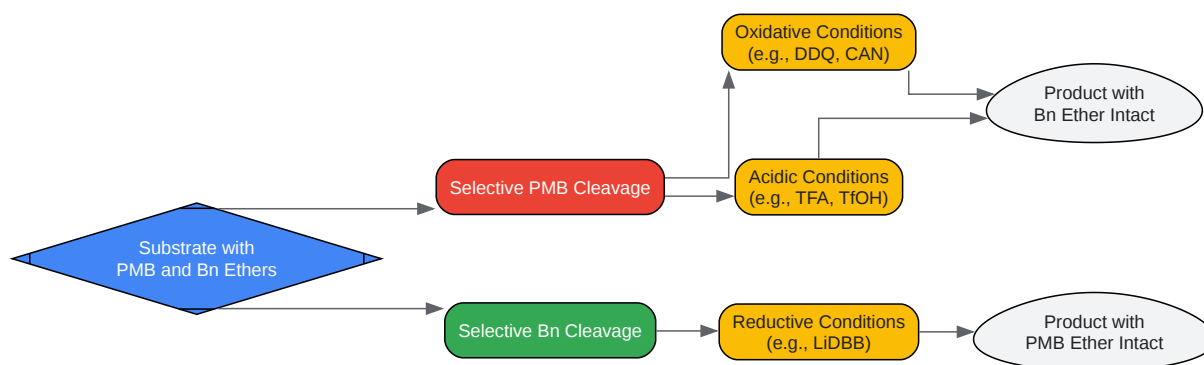 Oxidative Conditions
(e.g., DDQ, CAN)
Product with
Bn Ether Intact
Selective PMB Cleavage
Acidic Conditions
(e.g., TFA, TfOH)
Substrate with
PMB and Bn Ethers
Selective Bn Cleavage
Reductive Conditions
(e.g., LiDBB)
Product with
PMB Ether Intact